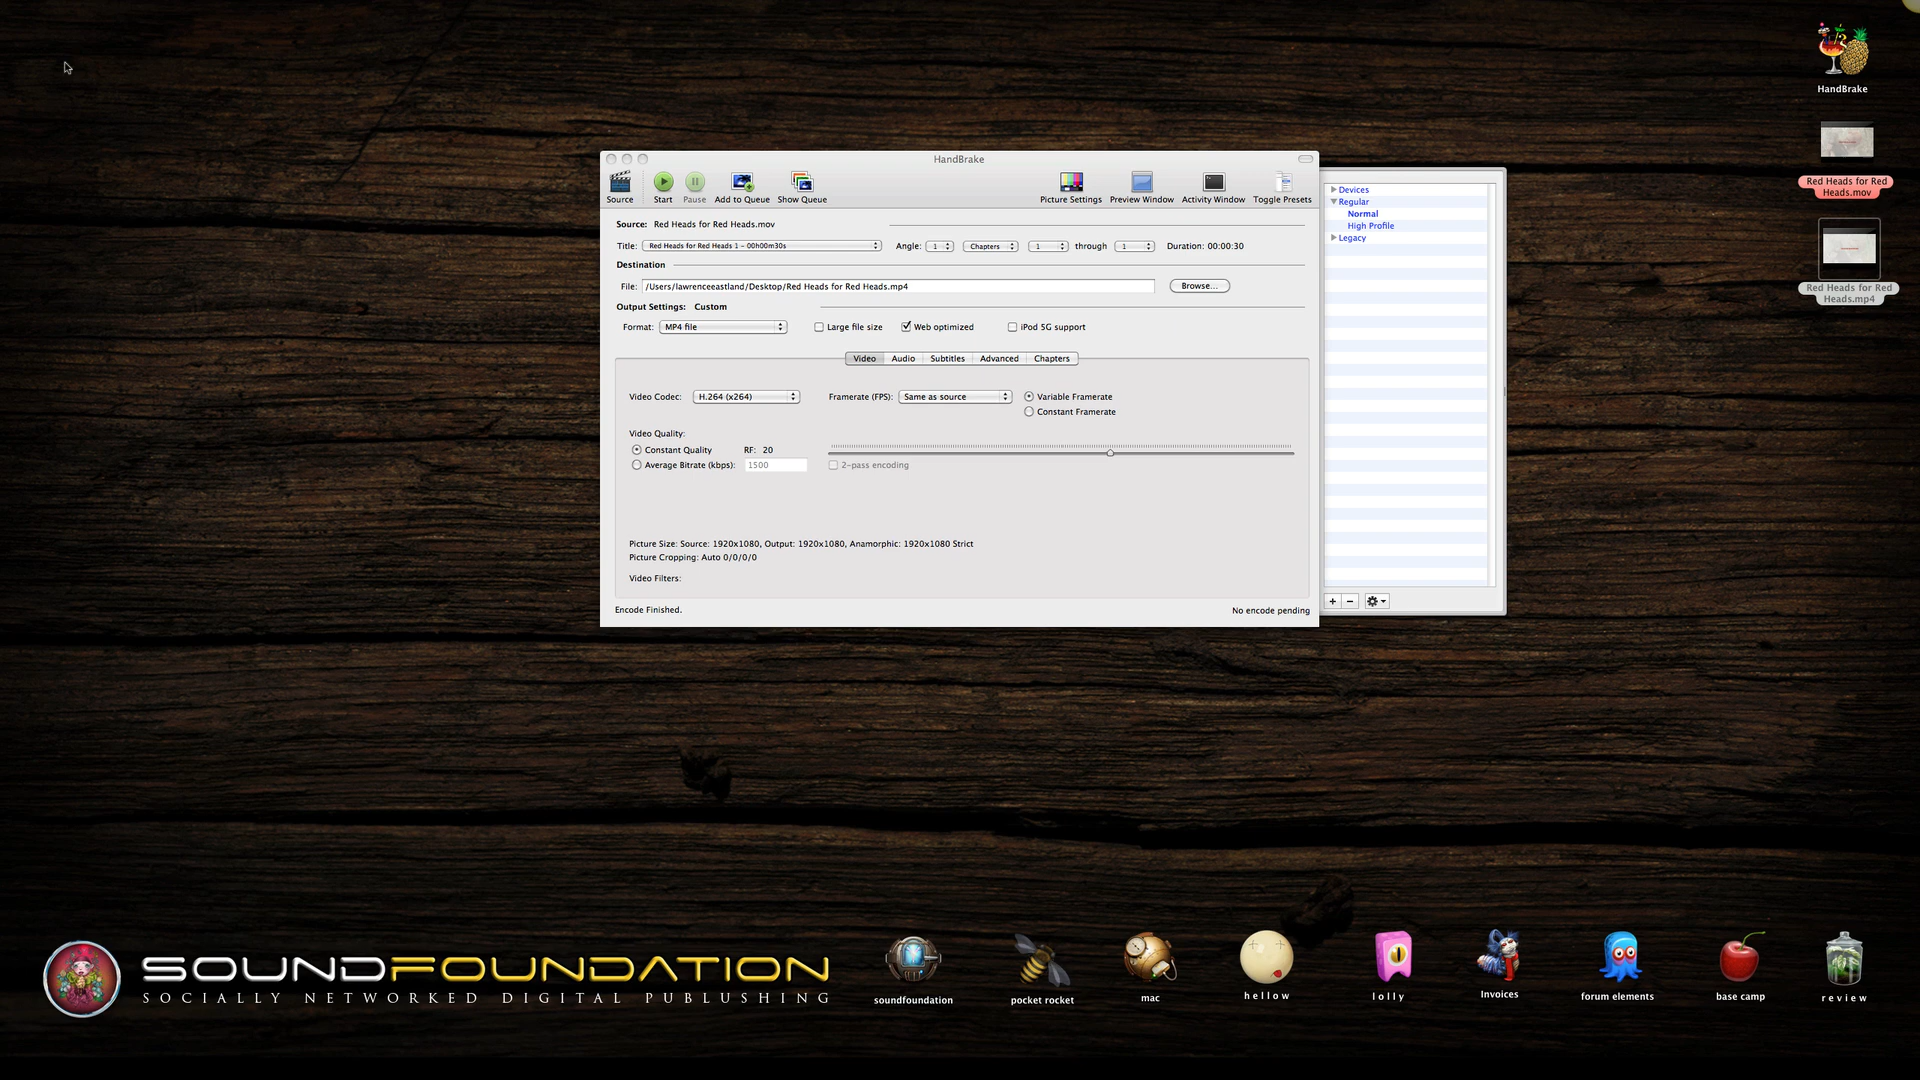 HandBrake
Source
Start
Pause
Add to Queue
Show Queue
Picture Settings
Preview Window
Activity Window
Toggle Presets
Source: Red Heads for Red Heads.mov
Title: Red Heads for Red Heads 1 - 00h00m30s Angle: 1 Chapters 1 through 1 Duration: 00:00:30
Destination
File: /Users/lawrenceeastland/Desktop/Red Heads for Red Heads.mp4 Browse...
Output Settings: Custom
Format: MP4 file Large file size Web optimized iPod 5G support
Video Audio Subtitles Advanced Chapters
Video Codec: H.264 (x264) Framerate (FPS): Same as source Variable Framerate
Constant Framerate
Video Quality:
Constant Quality RF: 20
Average Bitrate (kbps): 1500 2-pass encoding
Picture Size: Source: 1920x1080, Output: 1920x1080, Anamorphic: 1920x1080 Strict
Picture Cropping: Auto 0/0/0/0
Video Filters:
Encode Finished. No encode pending
Devices
Regular
Normal
High Profile
Legacy
HandBrake
Red Heads for Red
Heads.mov
Red Heads for Red
Heads.mp4
SOUNDFOUNDATION
SOCIALLY NETWORKED DIGITAL PUBLUSHING
soundfoundation
pocket rocket
mac
hellow
lolly
Invoices
forum elements
base camp
review